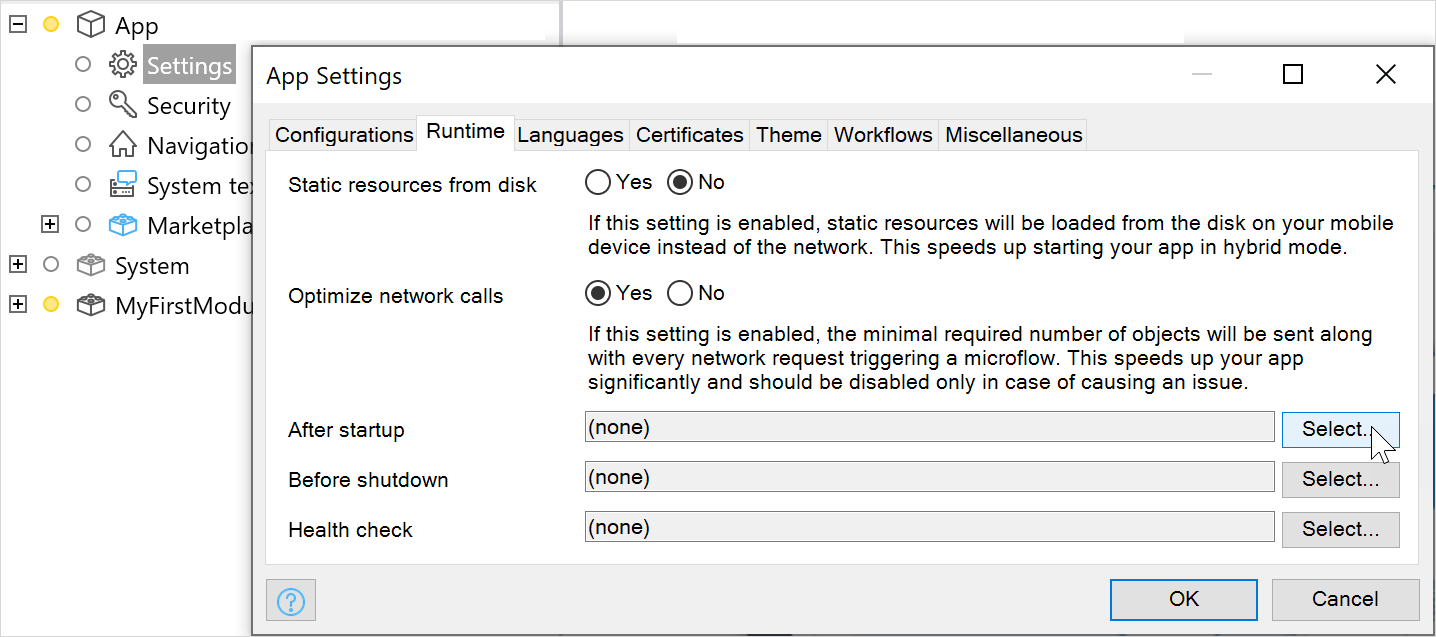 App
Settings
Security
Navigation
System te
Marketpla
System
MyFirstModu
App Settings
Configurations Runtime Languages Certificates Theme Workflows Miscellaneous
Static resources from disk Yes No
If this setting is enabled, static resources will be loaded from the disk on your mobile
device instead of the network. This speeds up starting your app in hybrid mode.
Optimize network calls Yes No
If this setting is enabled, the minimal required number of objects will be sent along
with every network request triggering a microflow. This speeds up your app
significantly and should be disabled only in case of causing an issue.
After startup (none) Select...
Before shutdown (none) Select...
Health check (none) Select...
? OK Cancel